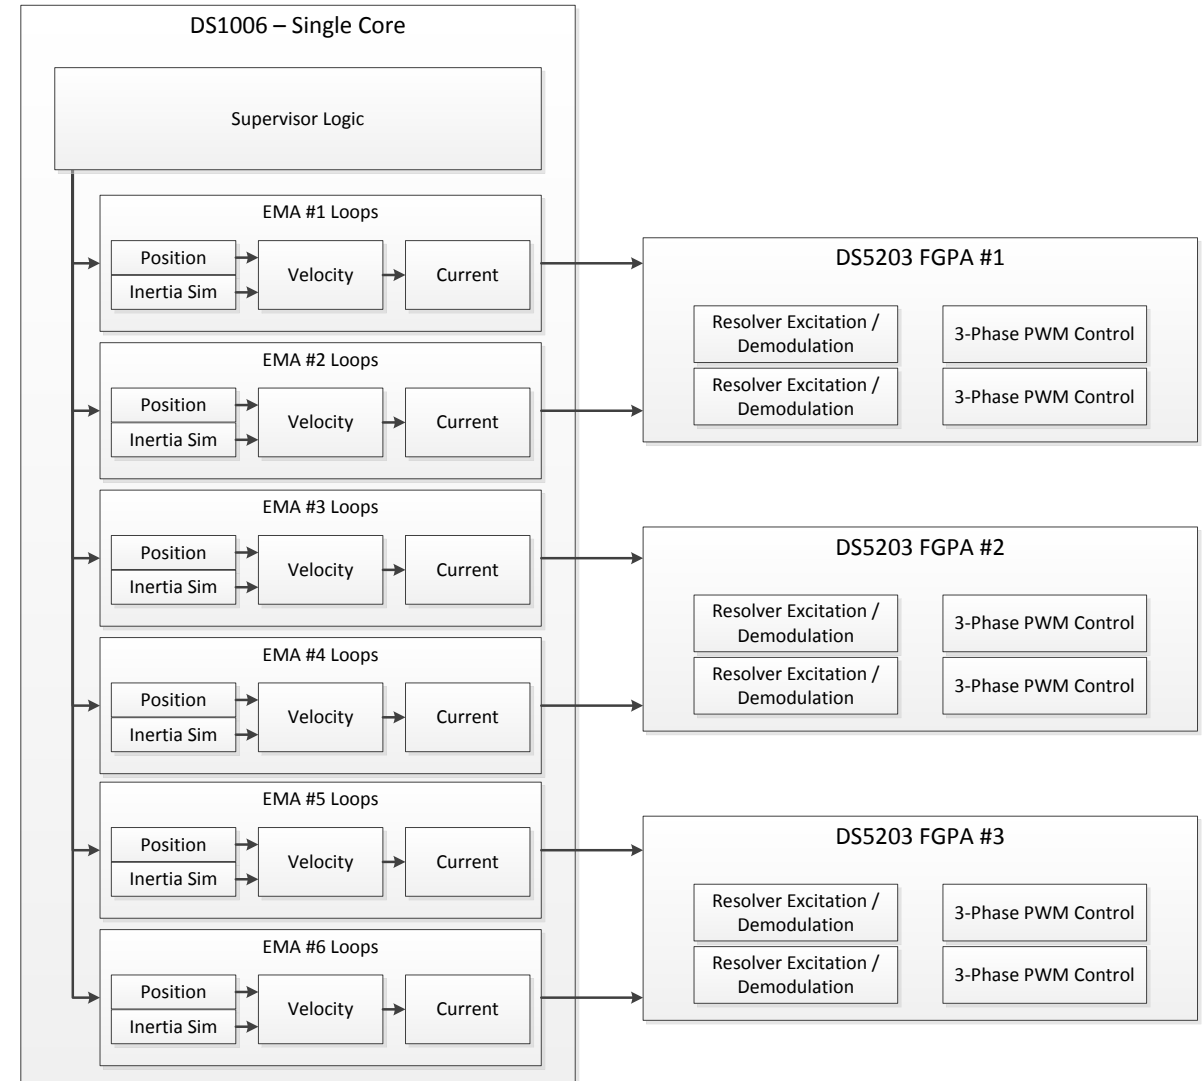 DS1006 – Single Core
Supervisor Logic
EMA #1 Loops
Position
Inertia Sim
Velocity
Current
EMA #2 Loops
Position
Inertia Sim
Velocity
Current
EMA #3 Loops
Position
Inertia Sim
Velocity
Current
EMA #4 Loops
Position
Inertia Sim
Velocity
Current
EMA #5 Loops
Position
Inertia Sim
Velocity
Current
EMA #6 Loops
Position
Inertia Sim
Velocity
Current
DS5203 FGPA #1
Resolver Excitation /
Demodulation
3-Phase PWM Control
Resolver Excitation /
Demodulation
3-Phase PWM Control
DS5203 FGPA #2
Resolver Excitation /
Demodulation
3-Phase PWM Control
Resolver Excitation /
Demodulation
3-Phase PWM Control
DS5203 FGPA #3
Resolver Excitation /
Demodulation
3-Phase PWM Control
Resolver Excitation /
Demodulation
3-Phase PWM Control